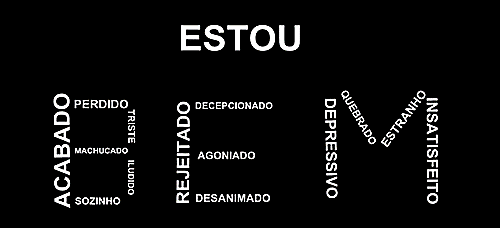 ESTOU
ACABADO
PERDIDO
TRISTE
MACHUCADO
ILUDIDO
SOZINHO
REJEITADO
DECEPCIONADO
AGONIADO
DESANIMADO
DEPRESSIVO
QUEBRADO
ESTRANHO
INSATISFEITO